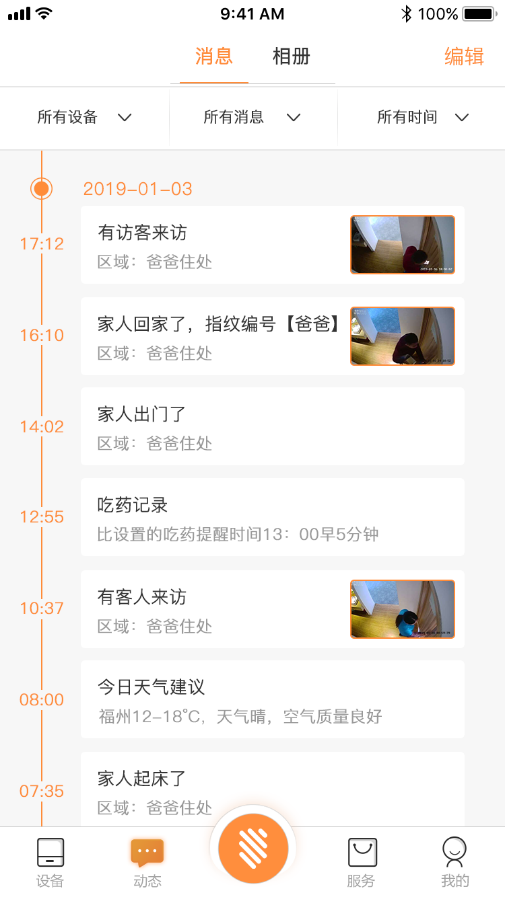 9:41 AM
100%
消息
相册
编辑
所有设备
所有消息
所有时间
2019-01-03
17:12
有访客来访
区域：爸爸住处
16:10
家人回家了，指纹编号【爸爸】
区域：爸爸住处
14:02
家人出门了
区域：爸爸住处
12:55
吃药记录
比设置的吃药提醒时间13：00早5分钟
10:37
有客人来访
区域：爸爸住处
08:00
今日天气建议
福州12-18℃，天气晴，空气质量良好
07:35
家人起床了
区域：爸爸住处
设备
动态
服务
我的